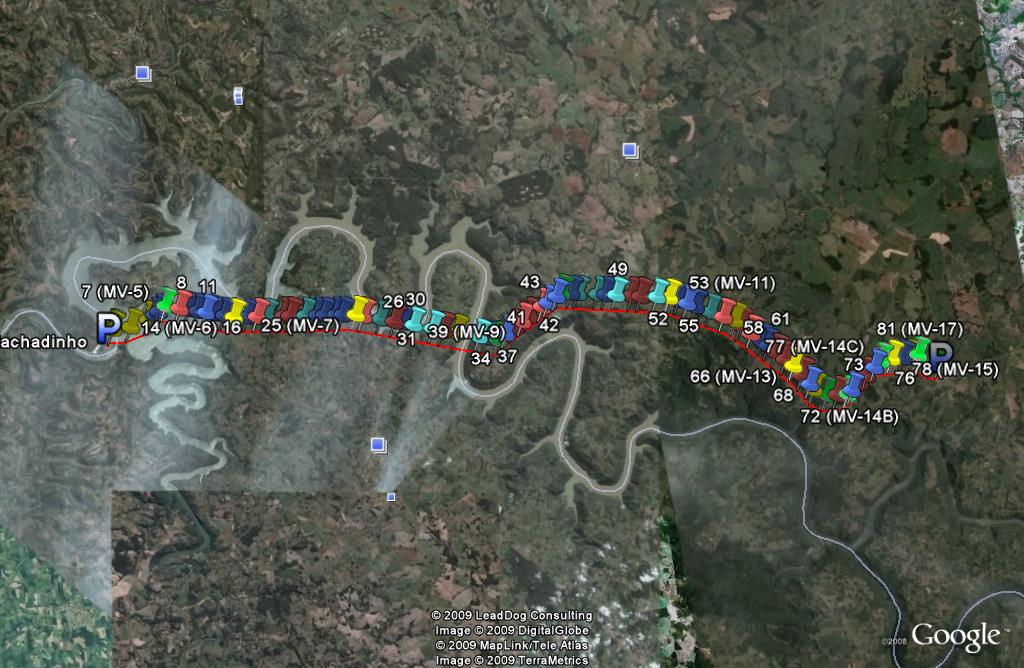 49
8
11
43
53 (MV-11)
7 (MV-5)
26
30
14 (MV-6)
16
25 (MV-7)
39 (MV-9)
41
42
52
55
58
61
81 (MV-17)
achadinho
31
34
37
77 (MV-14C)
73
66 (MV-13)
76
78 (MV-15)
68
72 (MV-14B)
P
P
© 2009 LeadDog Consulting
Image © 2009 DigitalGlobe
© 2009 MapLink/Tele Atlas
Image © 2009 TerraMetrics
©2008 Google™